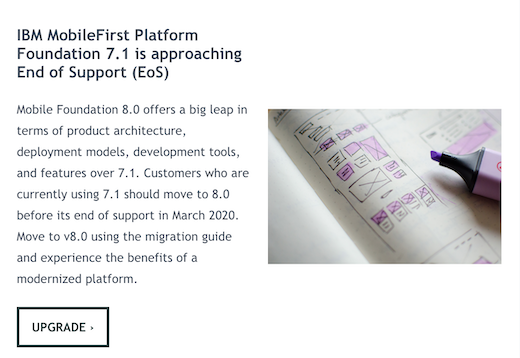 IBM MobileFirst Platform
Foundation 7.1 is approaching
End of Support (EoS)
Mobile Foundation 8.0 offers a big leap in
terms of product architecture,
deployment models, development tools,
and features over 7.1. Customers who are
currently using 7.1 should move to 8.0
before its end of support in March 2020.
Move to v8.0 using the migration guide
and experience the benefits of a
modernized platform.
UPGRADE ›